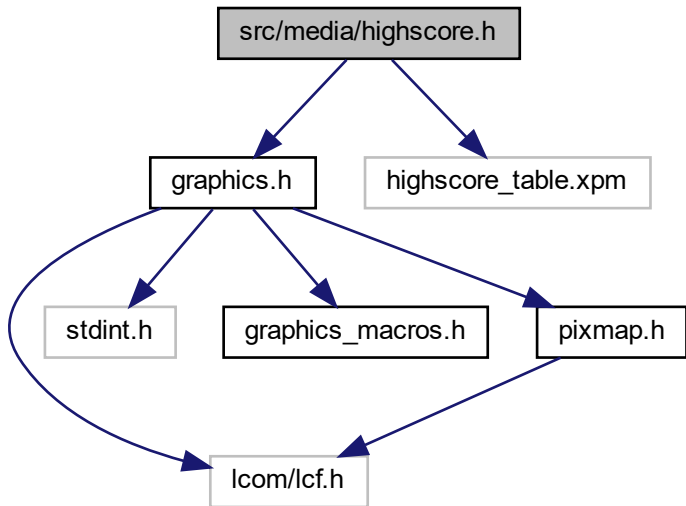 src/media/highscore.h
graphics.h
highscore_table.xpm
stdint.h
graphics_macros.h
pixmap.h
lcom/lcf.h